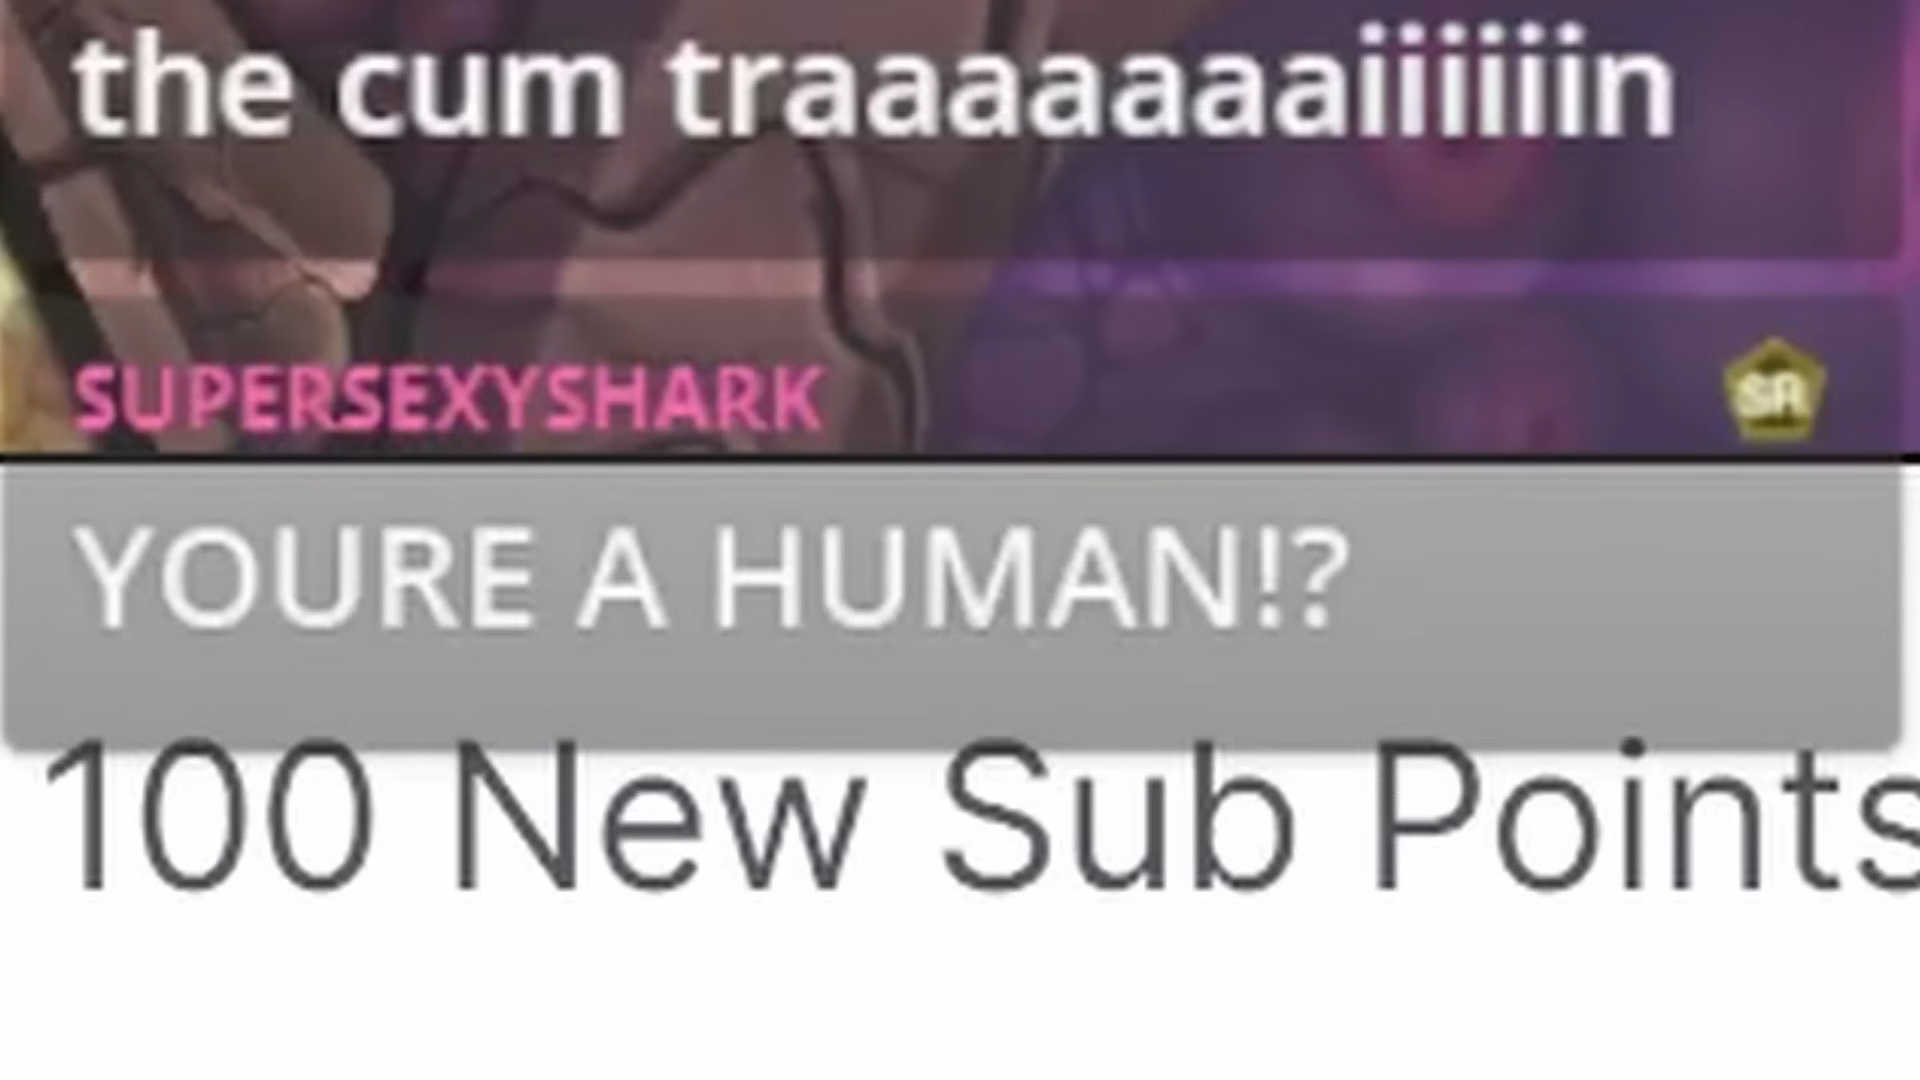 the cum traaaaaaaaiiiiiin
SUPERSEXYSHARK
SR
YOURE A HUMAN!?
100 New Sub Points